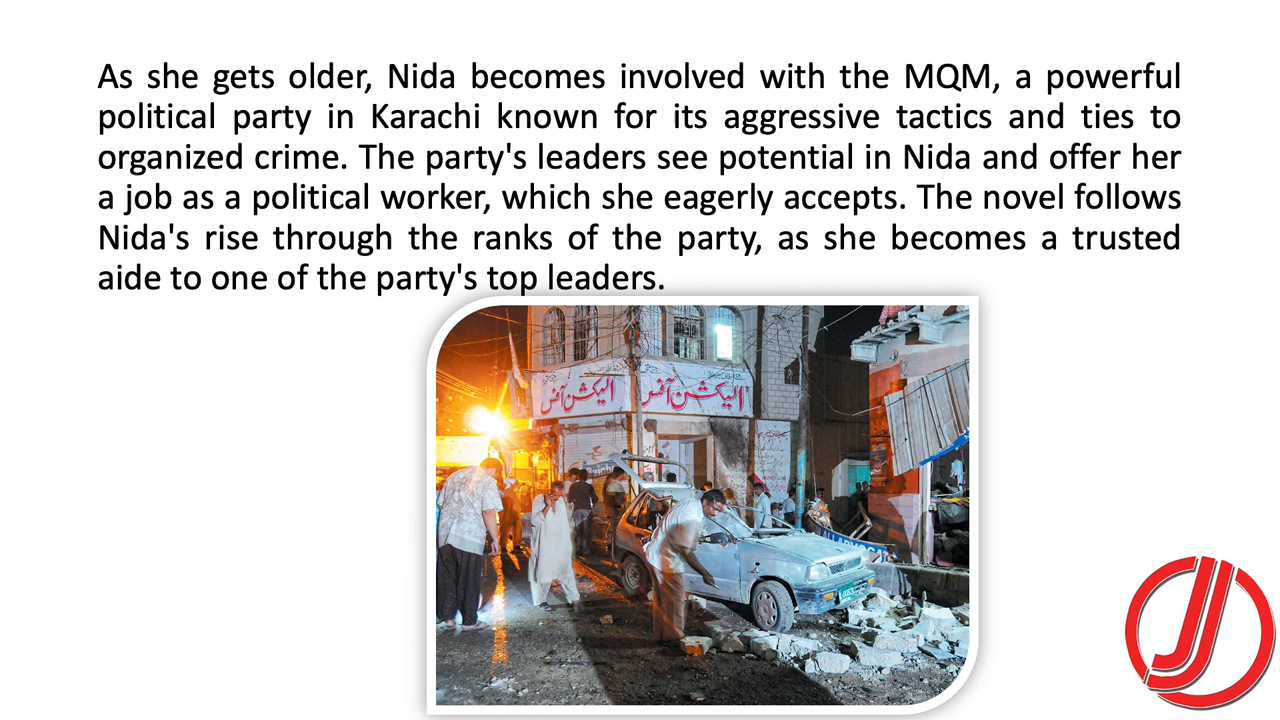 As she gets older, Nida becomes involved with the MQM, a powerful
political party in Karachi known for its aggressive tactics and ties to
organized crime. The party's leaders see potential in Nida and offer her
a job as a political worker, which she eagerly accepts. The novel follows
Nida's rise through the ranks of the party, as she becomes a trusted
aide to one of the party's top leaders.
الیکشن آفس
الیکشن آفس